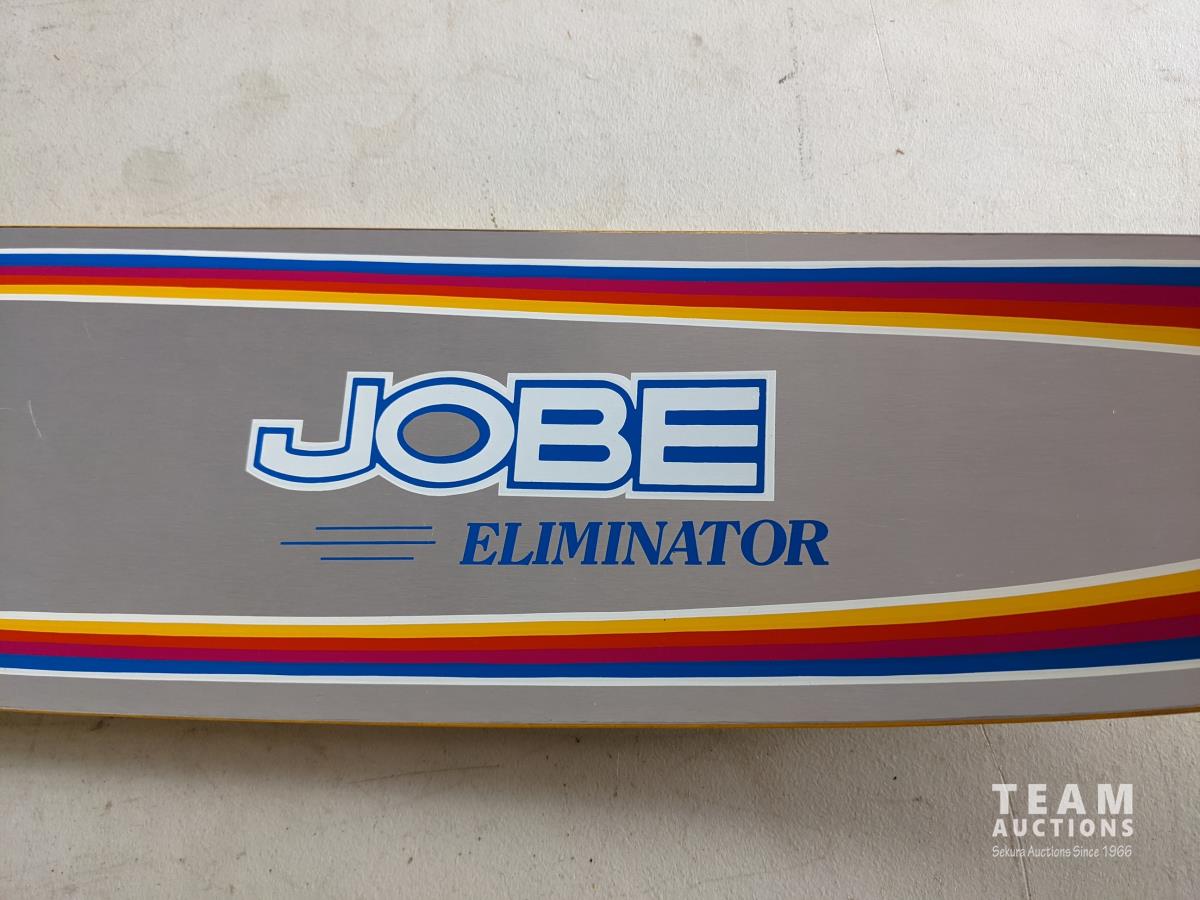 JOBE
ELIMINATOR
TEAM
AUCTIONS
Sekura Auctions Since 1966